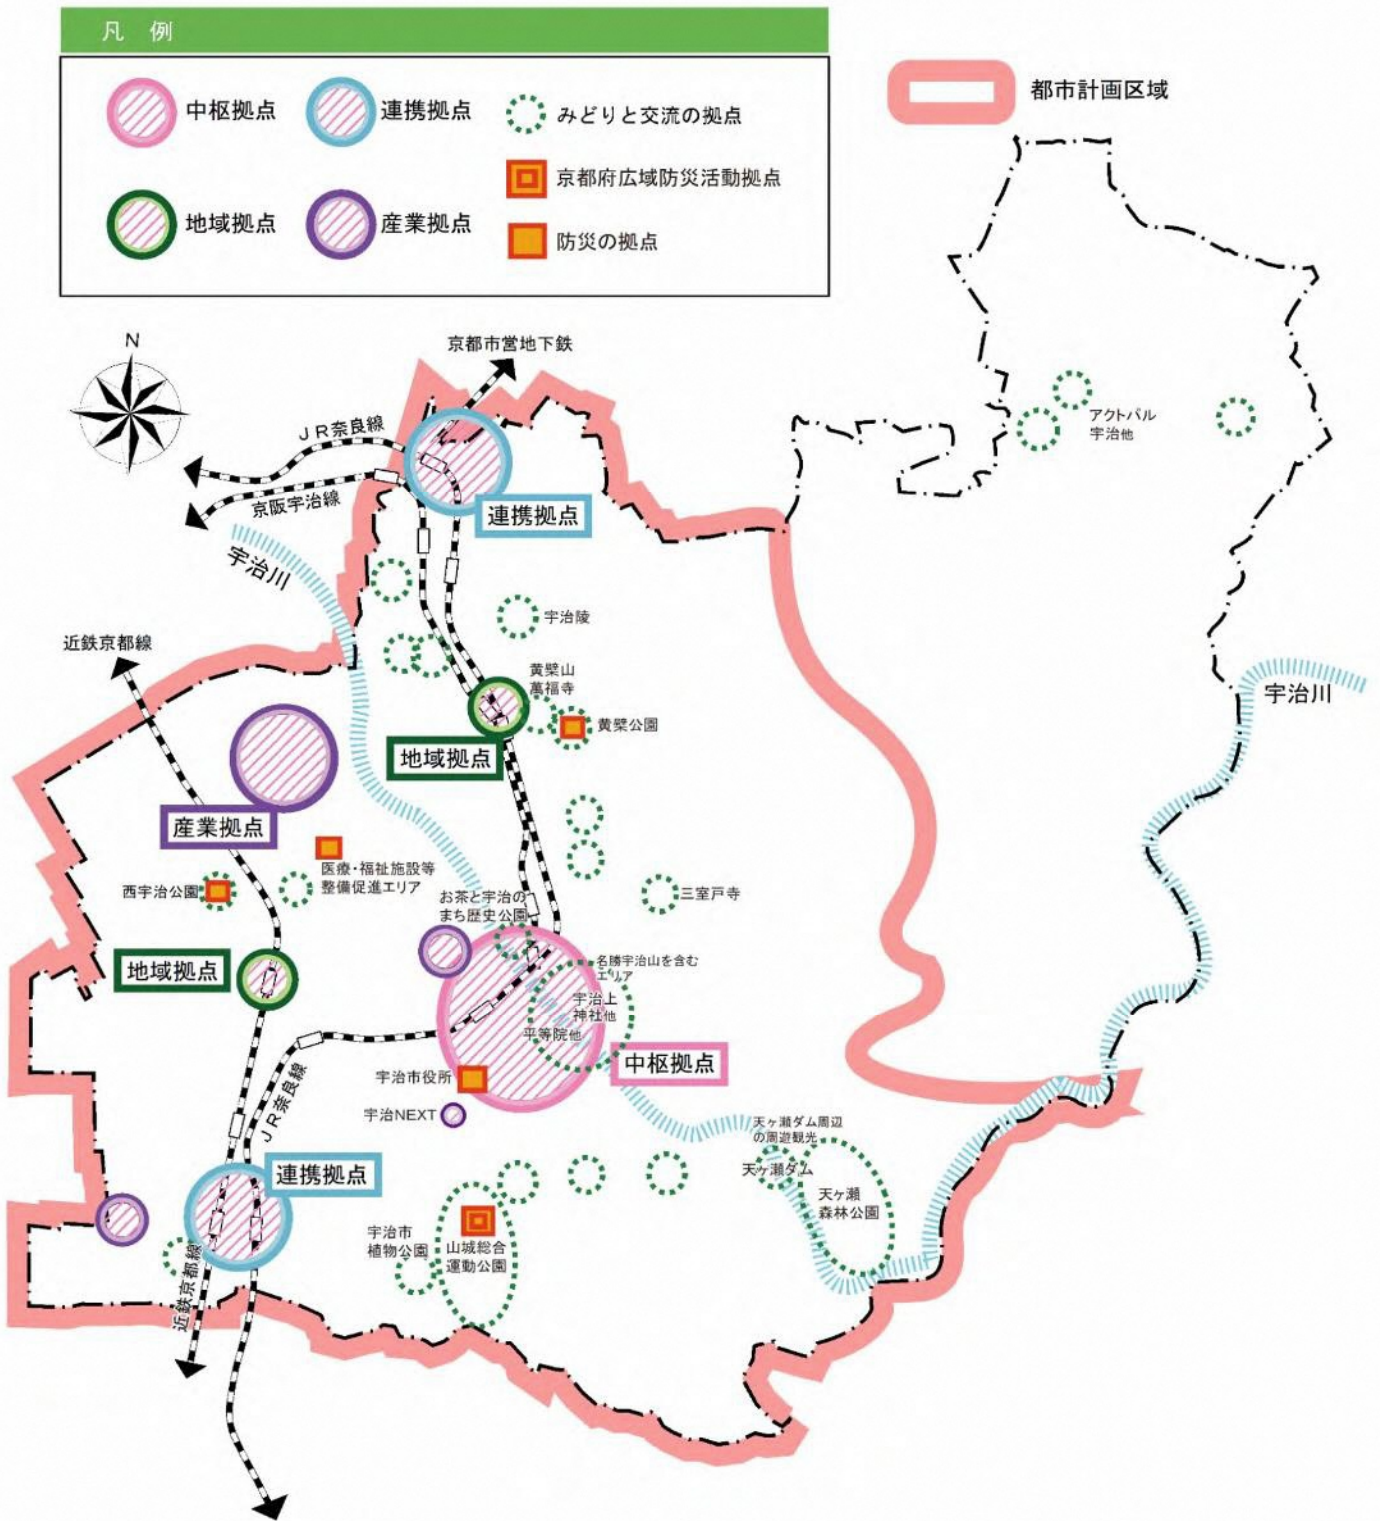 凡 例
中枢拠点
連携拠点
みどりと交流の拠点
京都府広域防災活動拠点
地域拠点
産業拠点
防災の拠点
都市計画区域
N
京都市営地下鉄
JR奈良線
京阪宇治線
連携拠点
宇治川
アクトパル
宇治他
宇治陵
近鉄京都線
黄檗山
萬福寺
黄檗公園
地域拠点
宇治川
産業拠点
医療・福祉施設等
整備促進エリア
西宇治公園
お茶と宇治の
まち歴史公園
三室戸寺
地域拠点
名勝宇治山を含む
エリア
宇治上
神社他
平等院他
中枢拠点
宇治市役所
宇治NEXT
JR奈良線
連携拠点
天ヶ瀬ダム周辺
の周遊観光
天ヶ瀬ダム
天ヶ瀬
森林公園
宇治市
植物公園
山城総合
運動公園
近鉄京都線